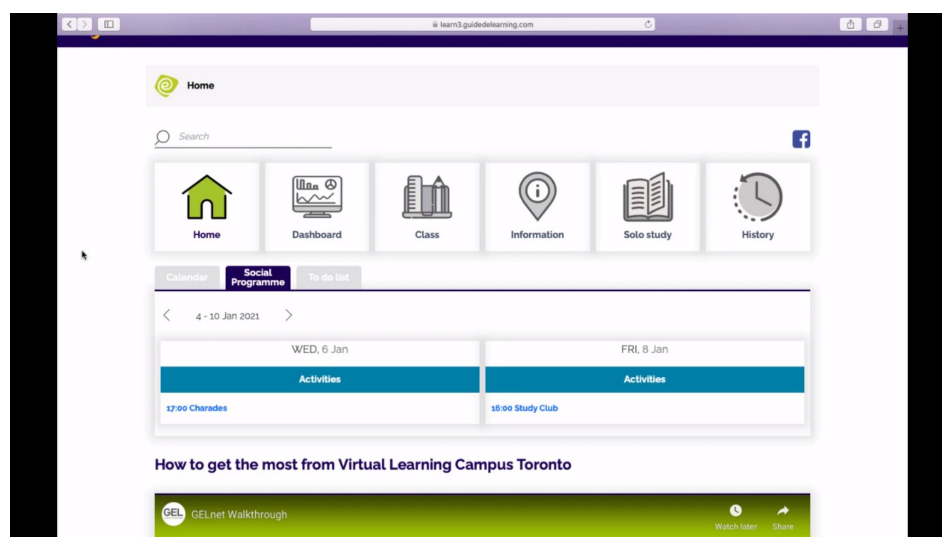 learn3.guidedelearning.com
Home
Search
Home
Dashboard
Class
Information
Solo study
History
Calendar
Social
Programme
To do list
4 - 10 Jan 2021
WED, 6 Jan
FRI, 8 Jan
Activities
Activities
17:00 Charades
16:00 Study Club
How to get the most from Virtual Learning Campus Toronto
GEL
GELnet Walkthrough
Watch later
Share